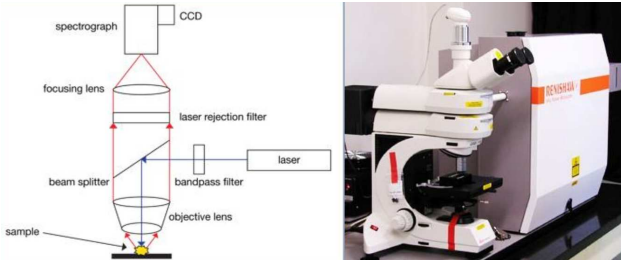 CCD
spectrograph
focusing lens
laser rejection filter
laser
beam splitter
bandpass filter
objective lens
sample
RENISHAW